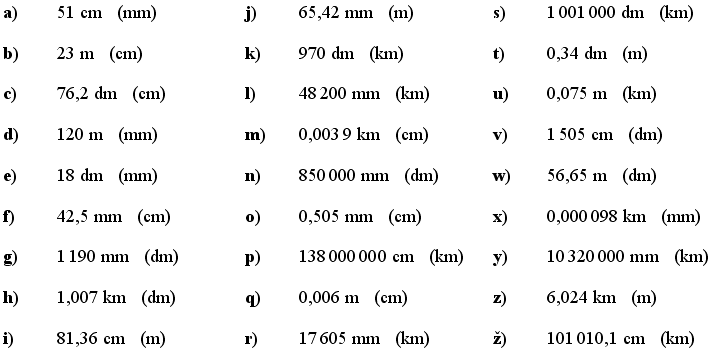 a) 51 cm (mm)
b) 23 m (cm)
c) 76,2 dm (cm)
d) 120 m (mm)
e) 18 dm (mm)
f) 42,5 mm (cm)
g) 1 190 mm (dm)
h) 1,007 km (dm)
i) 81,36 cm (m)
j) 65,42 mm (m)
k) 970 dm (km)
l) 48 200 mm (km)
m) 0,003 9 km (cm)
n) 850 000 mm (dm)
o) 0,505 mm (cm)
p) 138 000 000 cm (km)
q) 0,006 m (cm)
r) 17 605 mm (km)
s) 1 001 000 dm (km)
t) 0,34 dm (m)
u) 0,075 m (km)
v) 1 505 cm (dm)
w) 56,65 m (dm)
x) 0,000 098 km (mm)
y) 10 320 000 mm (km)
z) 6,024 km (m)
ž) 101 010,1 cm (km)